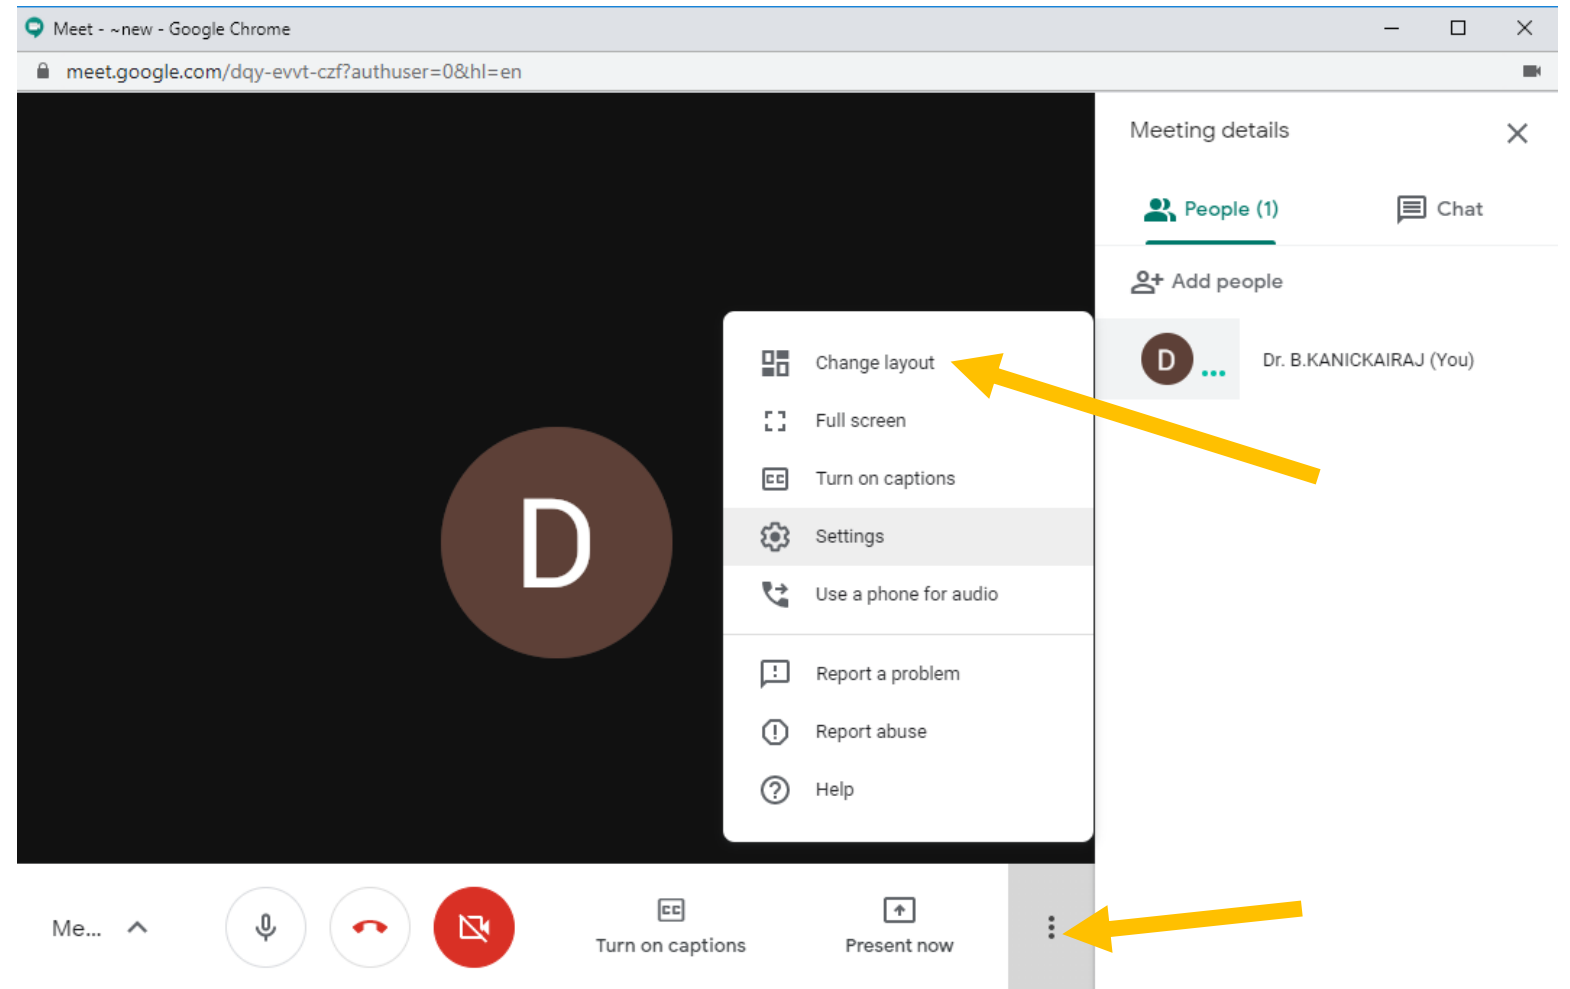 Meet - ~new - Google Chrome
meet.google.com/dqy-evvt-czf?authuser=0&hl=en
Meeting details
People (1)
Chat
Add people
D
Dr. B.KANICKAIRAJ (You)
D
Change layout
Full screen
Turn on captions
Settings
Use a phone for audio
Report a problem
Report abuse
Help
Me...
Turn on captions
Present now